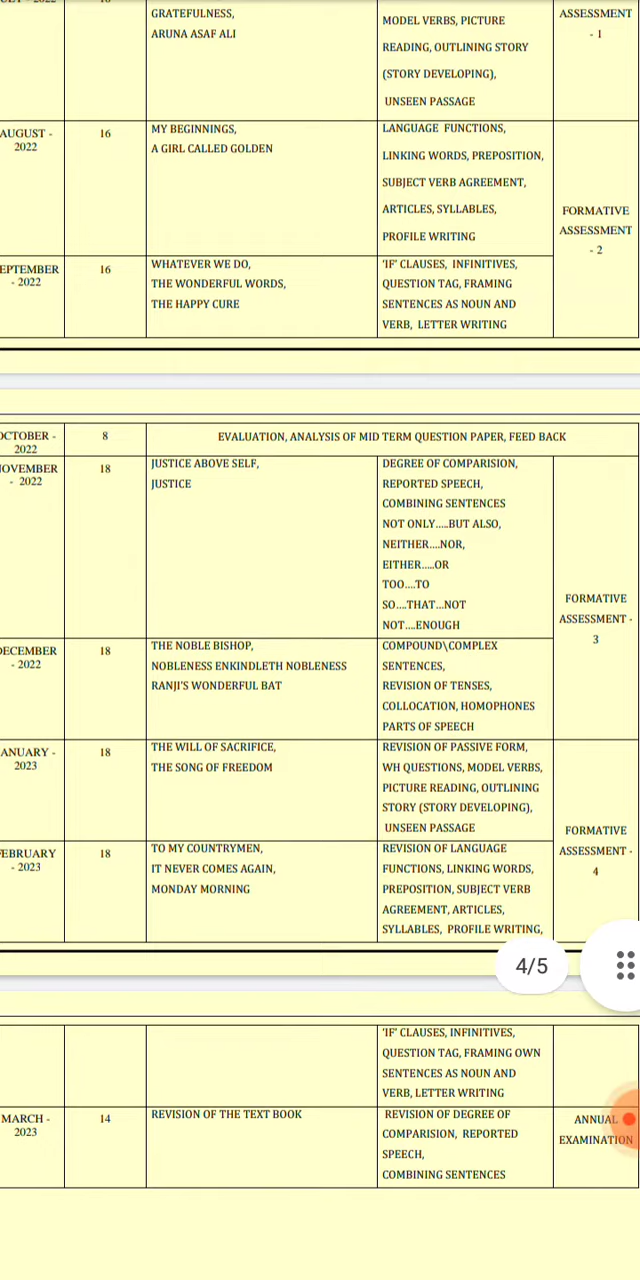 GRATEFULNESS,
ARUNA ASAF ALI
MODEL VERBS, PICTURE
READING, OUTLINING STORY
(STORY DEVELOPING),
UNSEEN PASSAGE
ASSESSMENT
- 1
AUGUST -
2022
16
MY BEGINNINGS,
A GIRL CALLED GOLDEN
LANGUAGE FUNCTIONS,
LINKING WORDS, PREPOSITION,
SUBJECT VERB AGREEMENT,
ARTICLES, SYLLABLES,
PROFILE WRITING
FORMATIVE
ASSESSMENT
- 2
EPTEMBER
- 2022
16
WHATEVER WE DO,
THE WONDERFUL WORDS,
THE HAPPY CURE
'IF' CLAUSES, INFINITIVES,
QUESTION TAG, FRAMING
SENTENCES AS NOUN AND
VERB, LETTER WRITING
OCTOBER -
2022
8
EVALUATION, ANALYSIS OF MID TERM QUESTION PAPER, FEED BACK
OVEMBER
- 2022
18
JUSTICE ABOVE SELF,
JUSTICE
DEGREE OF COMPARISION,
REPORTED SPEECH,
COMBINING SENTENCES
NOT ONLY.....BUT ALSO,
NEITHER....NOR,
EITHER.....OR
TOO....TO
SO....THAT...NOT
NOT....ENOUGH
FORMATIVE
ASSESSMENT -
3
DECEMBER
- 2022
18
THE NOBLE BISHOP,
NOBLENESS ENKINDLETH NOBLENESS
RANJI'S WONDERFUL BAT
COMPOUND\COMPLEX
SENTENCES,
REVISION OF TENSES,
COLLOCATION, HOMOPHONES
PARTS OF SPEECH
ANUARY -
2023
18
THE WILL OF SACRIFICE,
THE SONG OF FREEDOM
REVISION OF PASSIVE FORM,
WH QUESTIONS, MODEL VERBS,
PICTURE READING, OUTLINING
STORY (STORY DEVELOPING),
UNSEEN PASSAGE
FORMATIVE
ASSESSMENT -
4
EBRUARY
- 2023
18
TO MY COUNTRYMEN,
IT NEVER COMES AGAIN,
MONDAY MORNING
REVISION OF LANGUAGE
FUNCTIONS, LINKING WORDS,
PREPOSITION, SUBJECT VERB
AGREEMENT, ARTICLES,
SYLLABLES, PROFILE WRITING,
4/5
'IF' CLAUSES, INFINITIVES,
QUESTION TAG, FRAMING OWN
SENTENCES AS NOUN AND
VERB, LETTER WRITING
MARCH -
2023
14
REVISION OF THE TEXT BOOK
REVISION OF DEGREE OF
COMPARISION, REPORTED
SPEECH,
COMBINING SENTENCES
ANNUAL
EXAMINATION